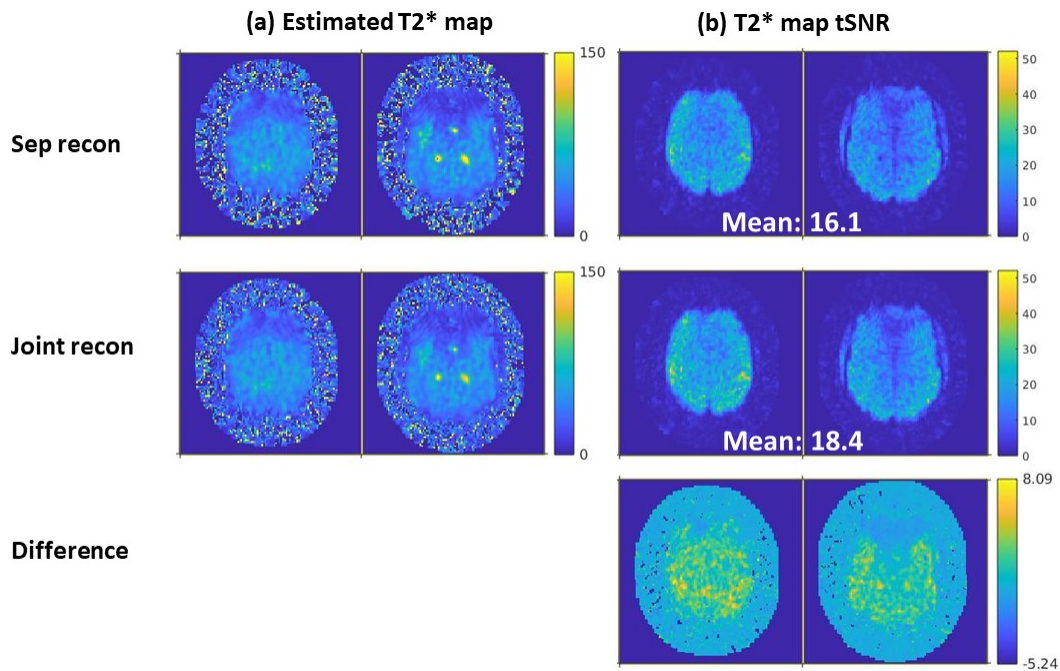 (a) Estimated T2* map
(b) T2* map tSNR
Sep recon
150
0
50
40
30
20
10
0
Mean: 16.1
Joint recon
150
0
50
40
30
20
10
0
Mean: 18.4
Difference
8.09
-5.24